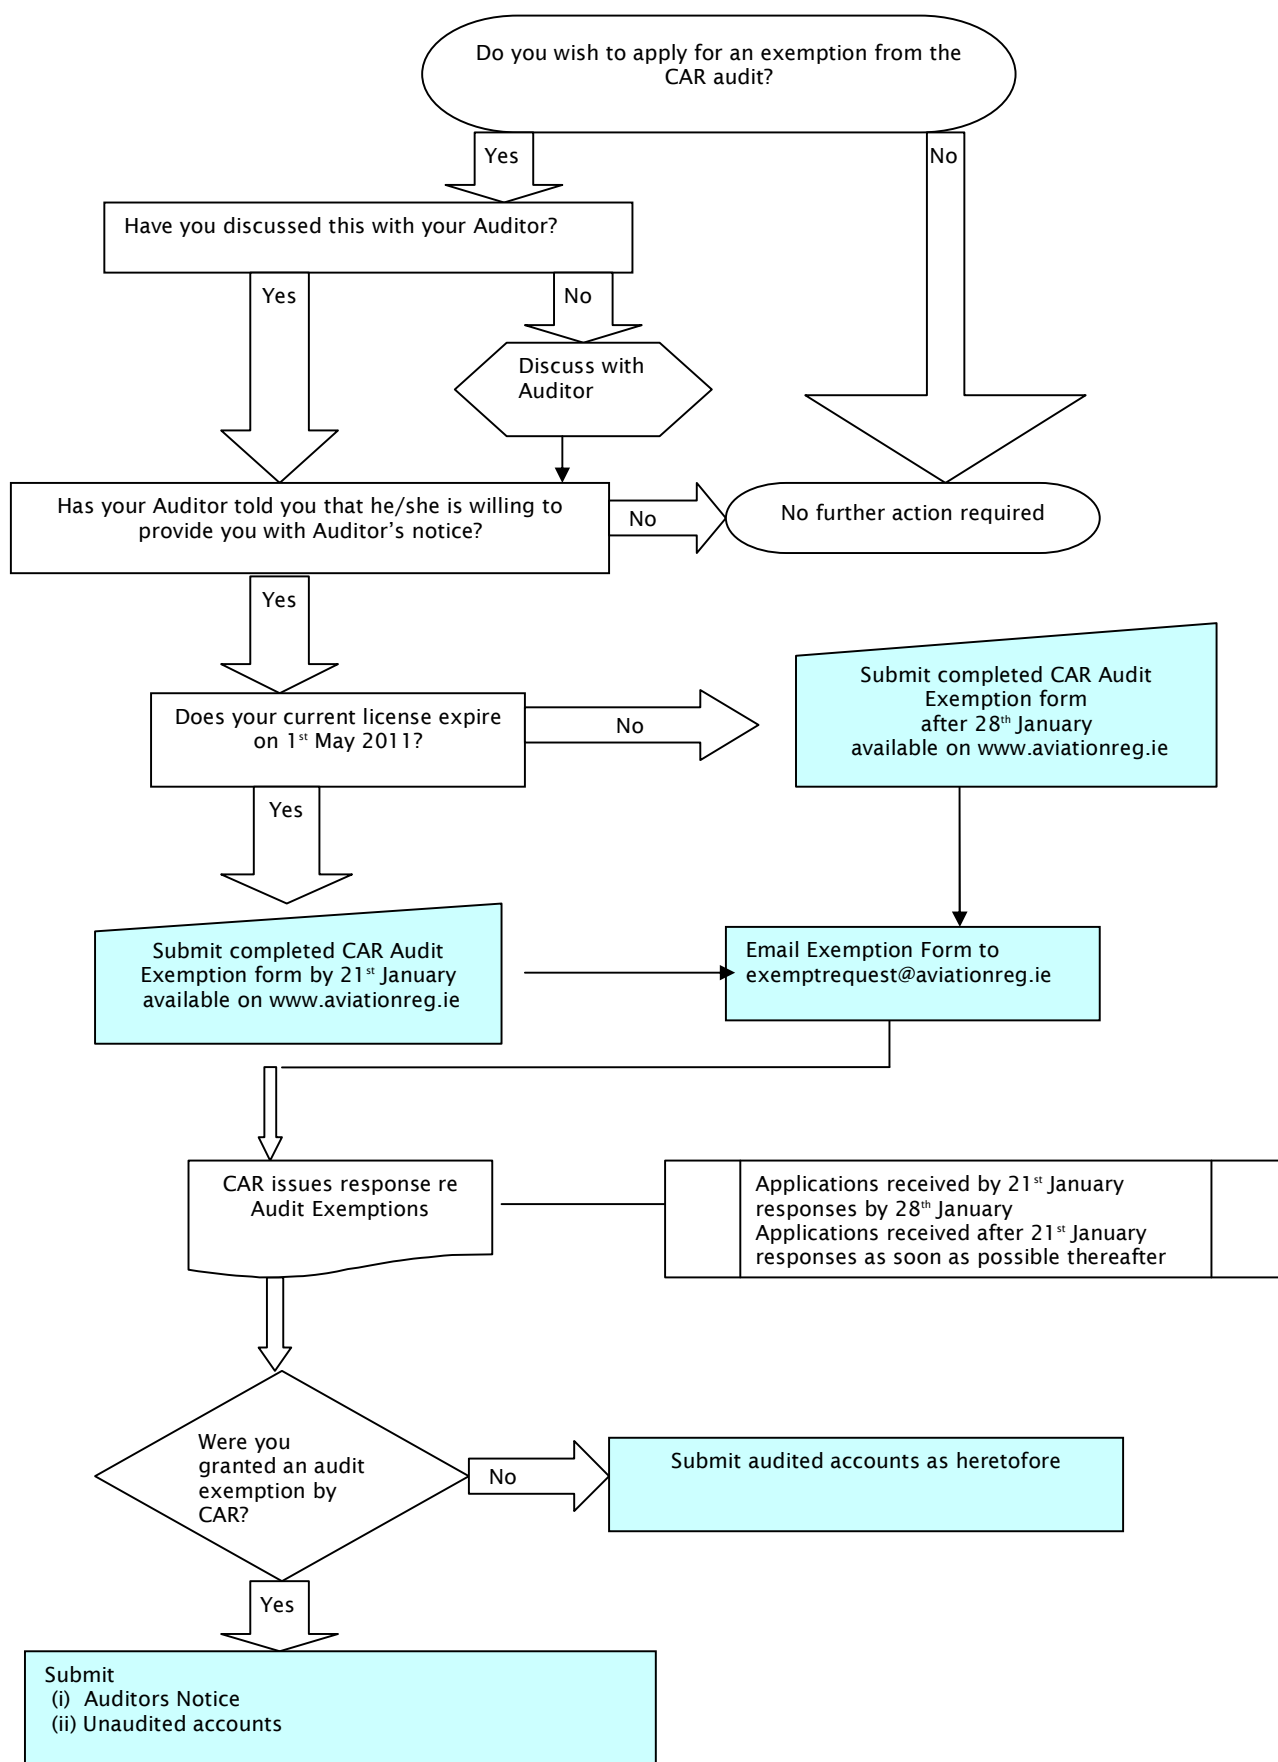 Do you wish to apply for an exemption from the
CAR audit?
Yes
No
Have you discussed this with your Auditor?
Yes
No
Discuss with
Auditor
Has your Auditor told you that he/she is willing to
provide you with Auditor’s notice?
No
No further action required
Yes
Does your current license expire
on 1st May 2011?
No
Submit completed CAR Audit
Exemption form
after 28th January
available on www.aviationreg.ie
Yes
Submit completed CAR Audit
Exemption form by 21st January
available on www.aviationreg.ie
Email Exemption Form to
exemptrequest@aviationreg.ie
CAR issues response re
Audit Exemptions
Applications received by 21st January
responses by 28th January
Applications received after 21st January
responses as soon as possible thereafter
Were you
granted an audit
exemption by
CAR?
No
Submit audited accounts as heretofore
Yes
Submit
(i) Auditors Notice
(ii) Unaudited accounts